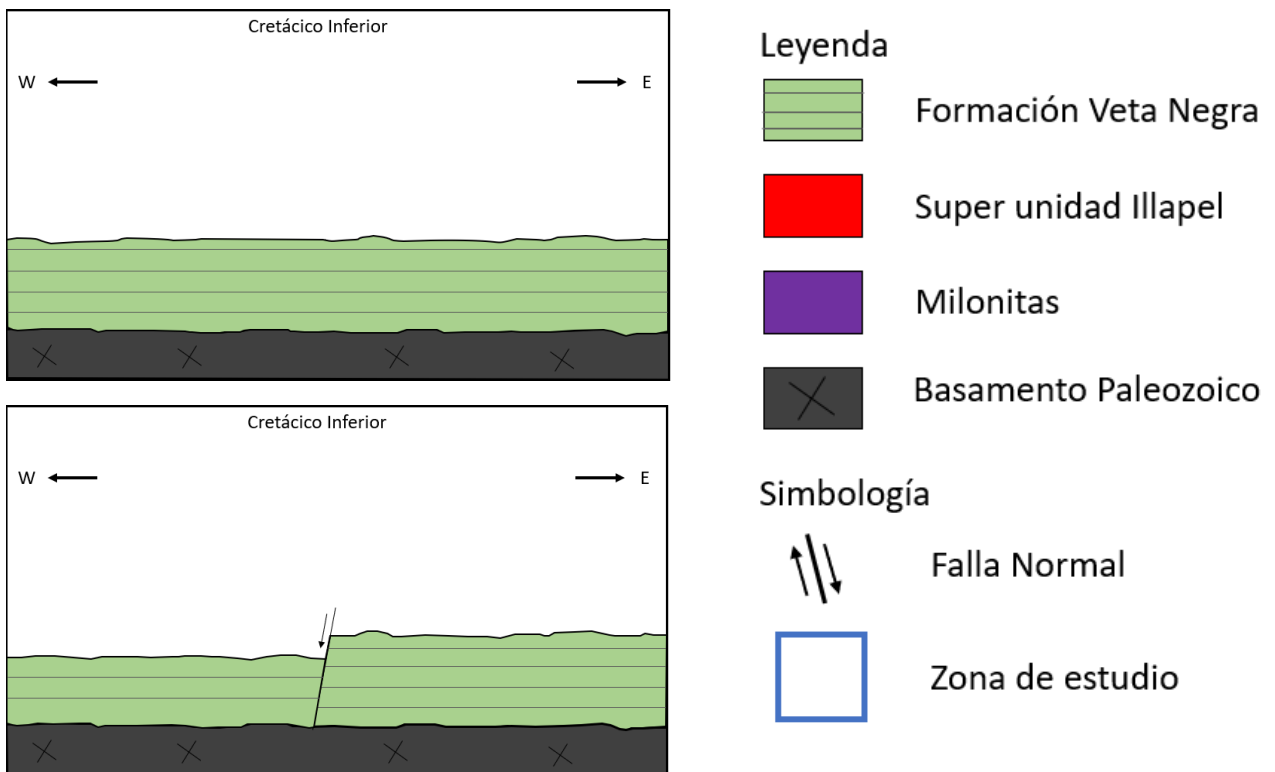 Cretácico Inferior
W
E
Cretácico Inferior
W
E
Leyenda
Formación Veta Negra
Super unidad Illapel
Milonitas
Basamento Paleozoico
Simbología
Falla Normal
Zona de estudio